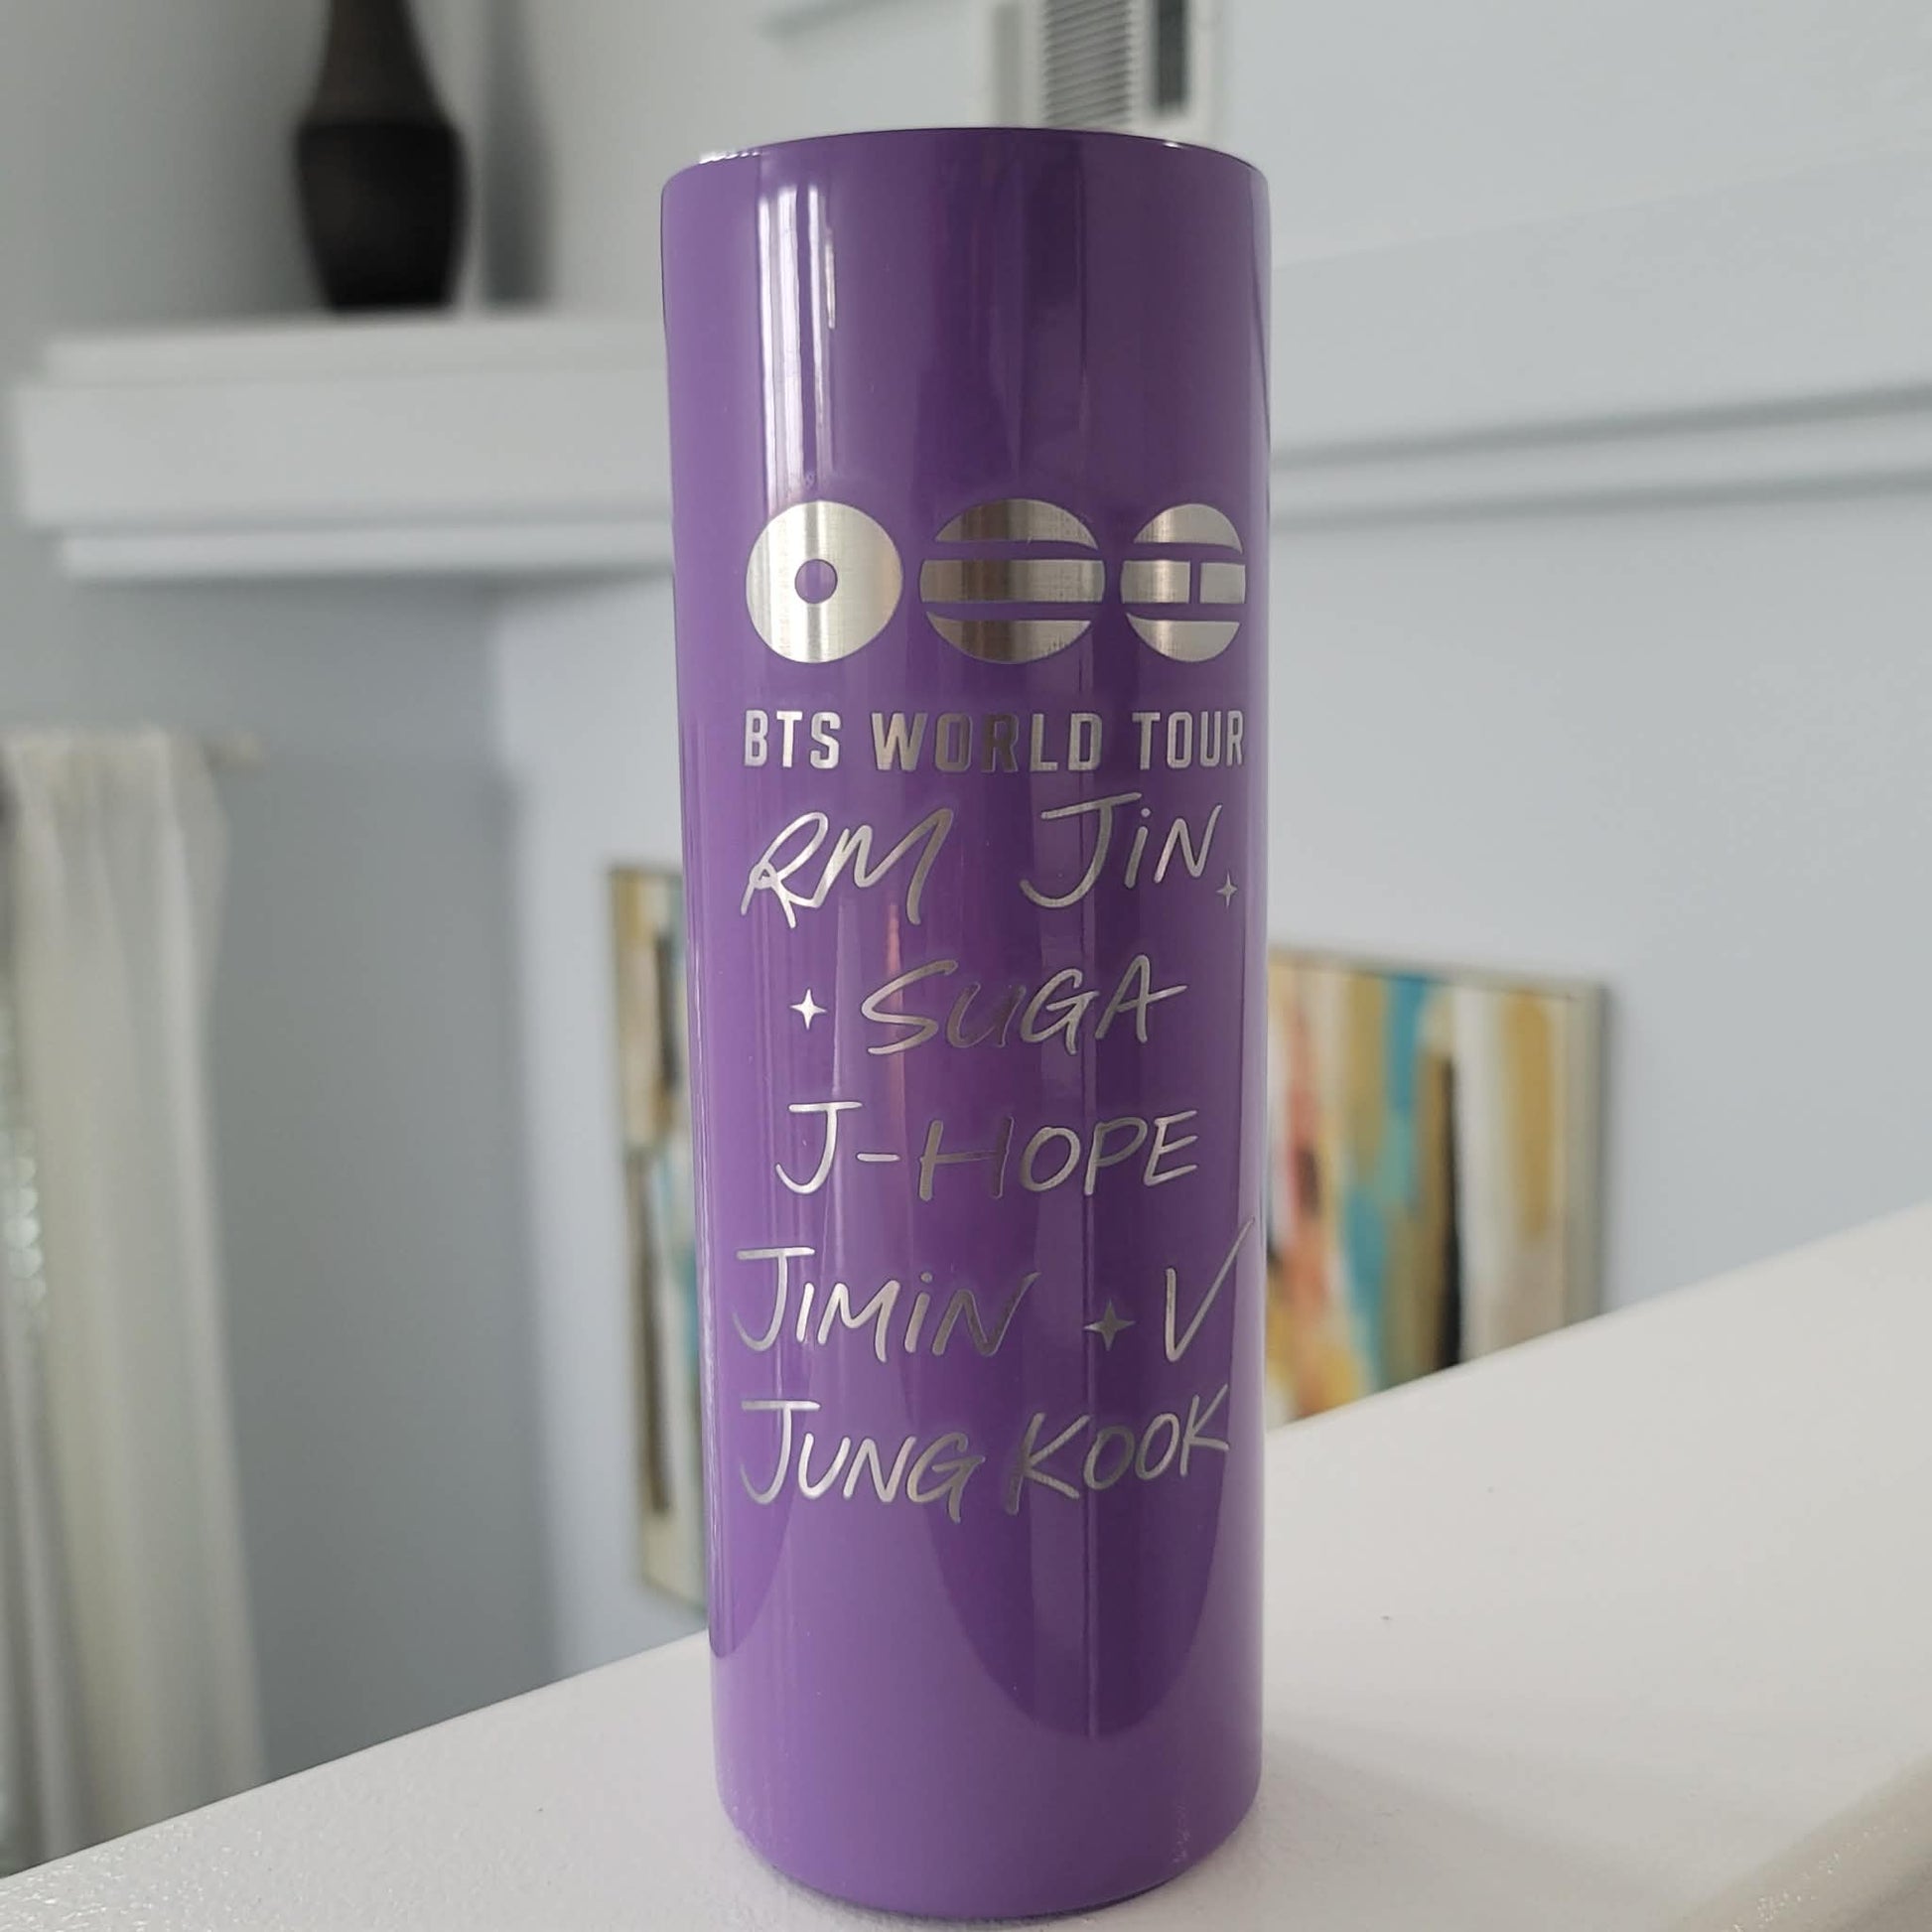 BTS WORLD TOUR
RM JiN
SUGA
J-HOPE
JIMiN V
JUNG KOOK